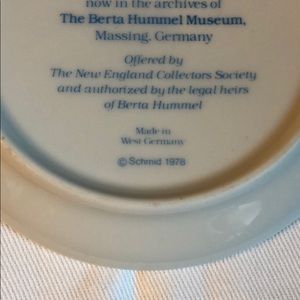 now in the archives of
The Berta Hummel Museum,
Massing, Germany
Offered by
The New England Collectors Society
and authorized by the legal heirs
of Berta Hummel
Made in
West Germany
© Schmid 1978